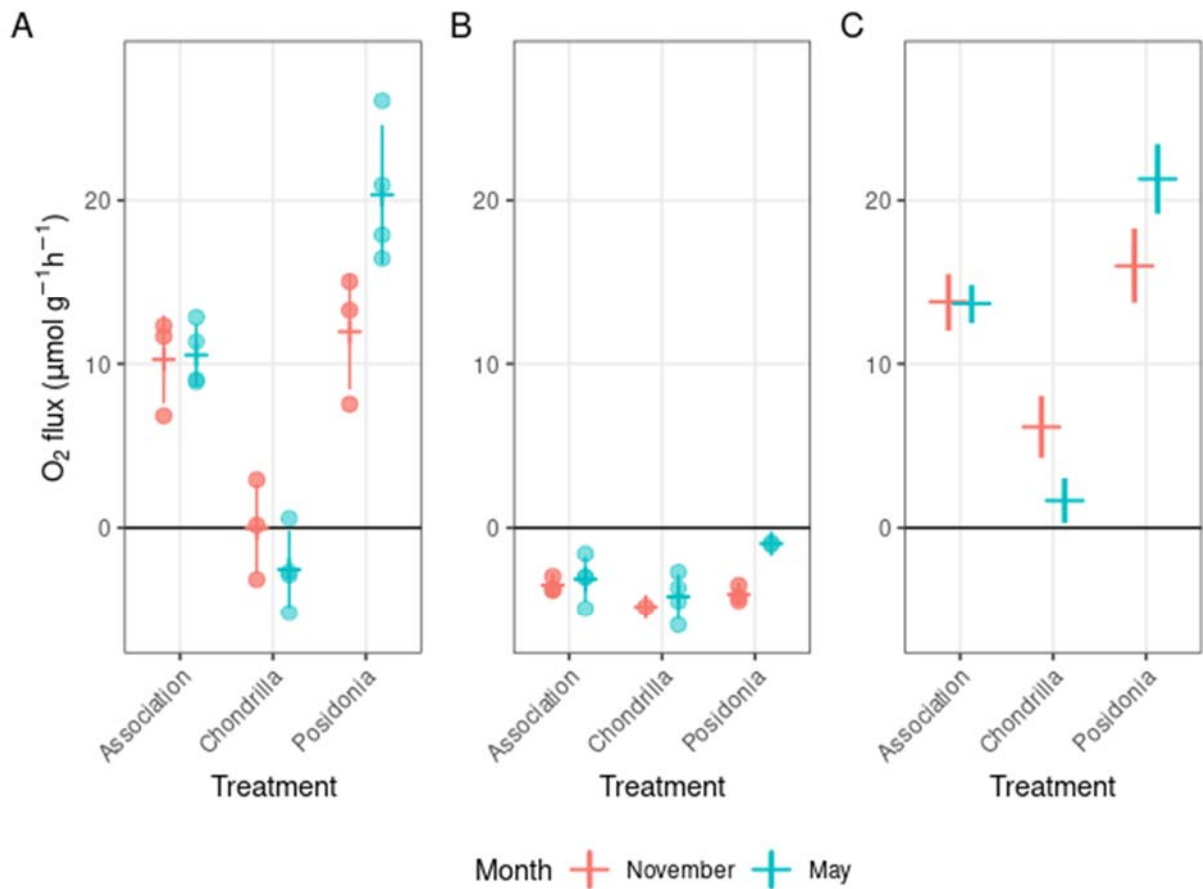 A
B
C
O₂ flux (μmol g⁻¹h⁻¹)
20
10
0
20
10
0
20
10
0
Association
Chondrilla
Posidonia
Association
Chondrilla
Posidonia
Association
Chondrilla
Posidonia
Treatment
Treatment
Treatment
Month November May